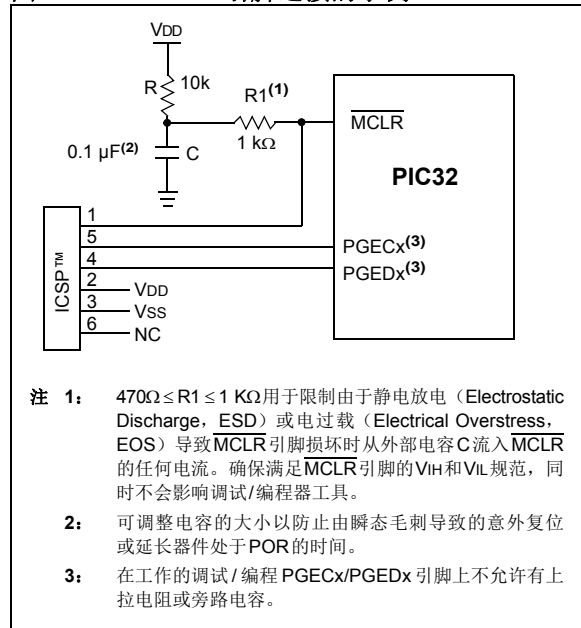 VDD
R
10k
R1(1)
1 kΩ
MCLR
0.1 µF(2)
C
PIC32
1
5
PGECx(3)
4
PGEDx(3)
ICSP™
2
VDD
3
VSS
6
NC
注 1： 470Ω ≤ R1 ≤ 1 KΩ用于限制由于静电放电（Electrostatic
Discharge，ESD）或电过载（Electrical Overstress，
EOS）导致MCLR引脚损坏时从外部电容C流入MCLR
的任何电流。确保满足MCLR引脚的VIH和VIL规范，同
时不会影响调试/编程器工具。
2： 可调整电容的大小以防止由瞬态毛刺导致的意外复位
或延长器件处于POR的时间。
3： 在工作的调试/编程PGECx/PGEDx引脚上不允许有上
拉电阻或旁路电容。